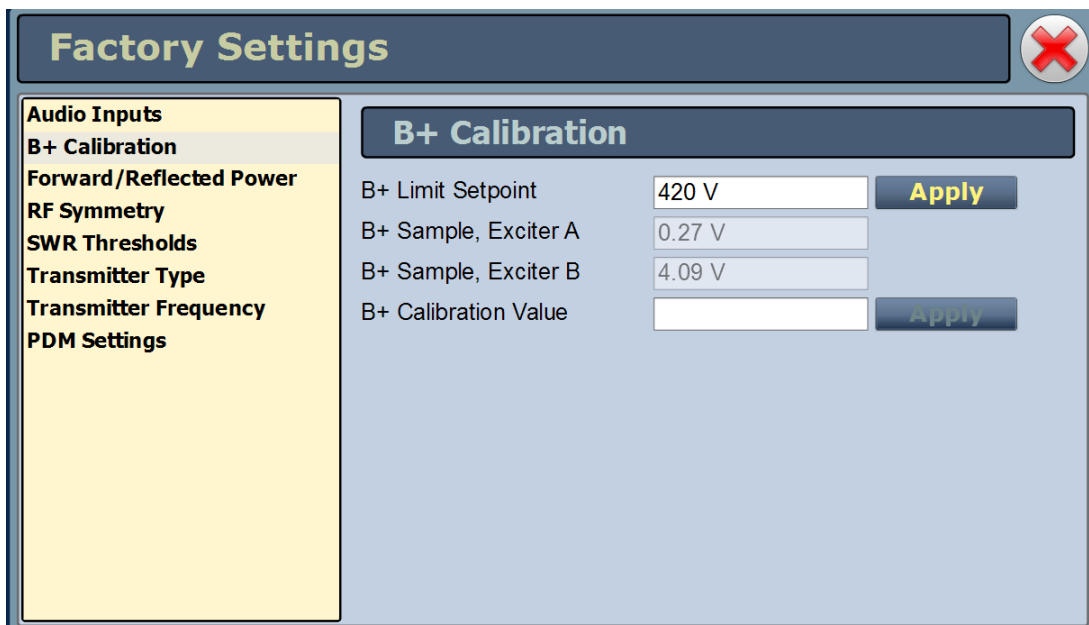 Factory Settings
Audio Inputs
B+ Calibration
Forward/Reflected Power
RF Symmetry
SWR Thresholds
Transmitter Type
Transmitter Frequency
PDM Settings
B+ Calibration
B+ Limit Setpoint 420 V Apply
B+ Sample, Exciter A 0.27 V
B+ Sample, Exciter B 4.09 V
B+ Calibration Value Apply